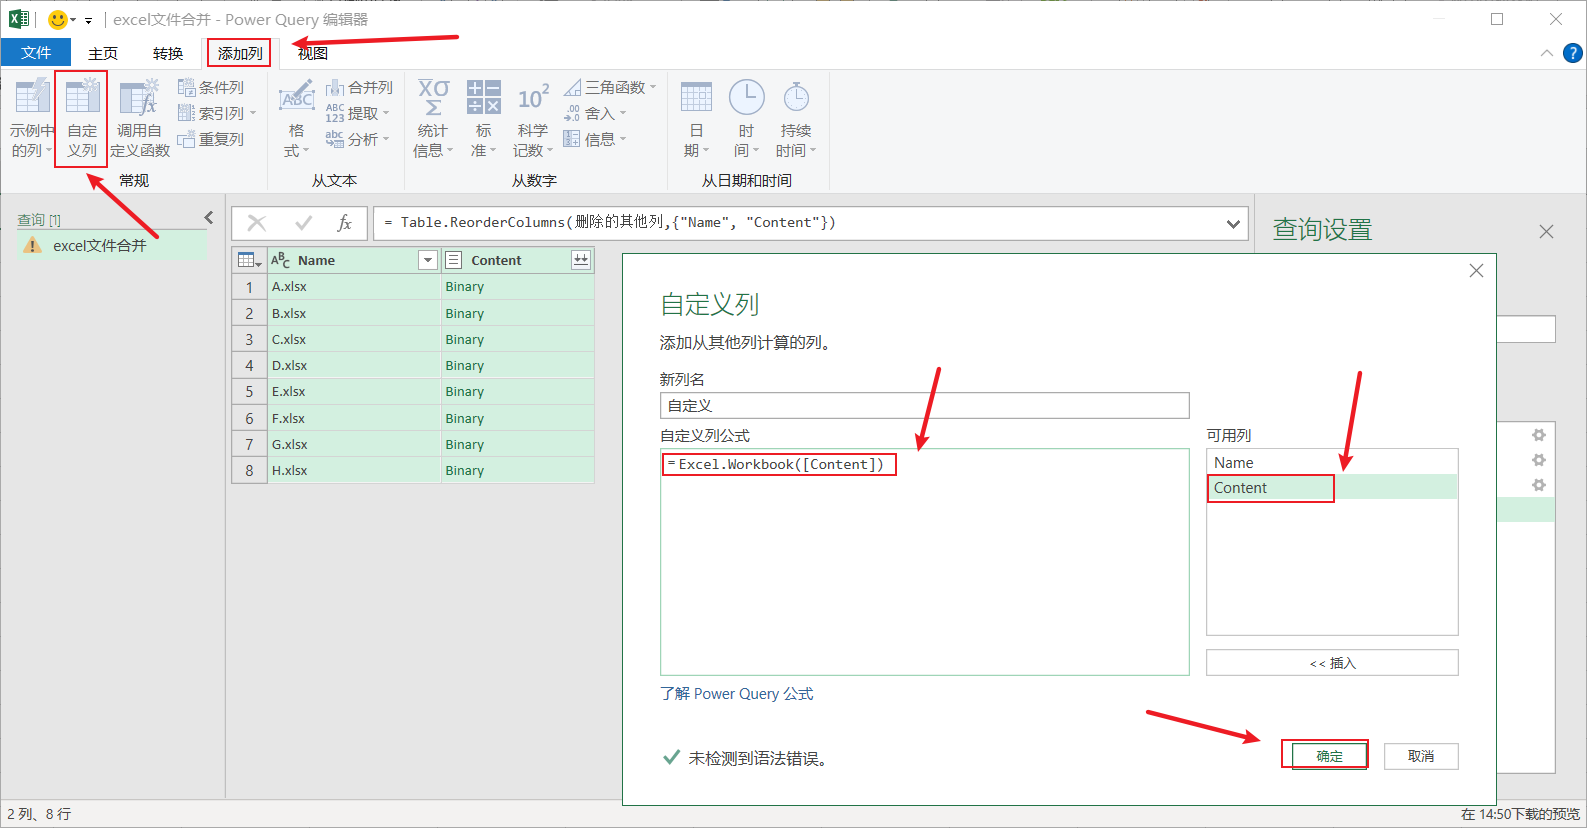 excel文件合并 - Power Query 编辑器
文件 主页 转换 添加列 视图
示例中的列
自定义列
调用自定义函数
条件列
索引列
重复列
常规
格式
合并列
提取
分析
从文本
统计信息
标准
科学记数
三角函数
舍入
信息
从数字
日期
时间
持续时间
从日期和时间
查询 [1]
excel文件合并
= Table.ReorderColumns(删除的其他列,{"Name", "Content"})
查询设置
Name Content
1 A.xlsx Binary
2 B.xlsx Binary
3 C.xlsx Binary
4 D.xlsx Binary
5 E.xlsx Binary
6 F.xlsx Binary
7 G.xlsx Binary
8 H.xlsx Binary
自定义列
添加从其他列计算的列。
新列名
自定义
自定义列公式
=Excel.Workbook([Content])
可用列
Name
Content
<< 插入
了解 Power Query 公式
未检测到语法错误。
确定 取消
2 列、8 行
在 14:50下载的预览